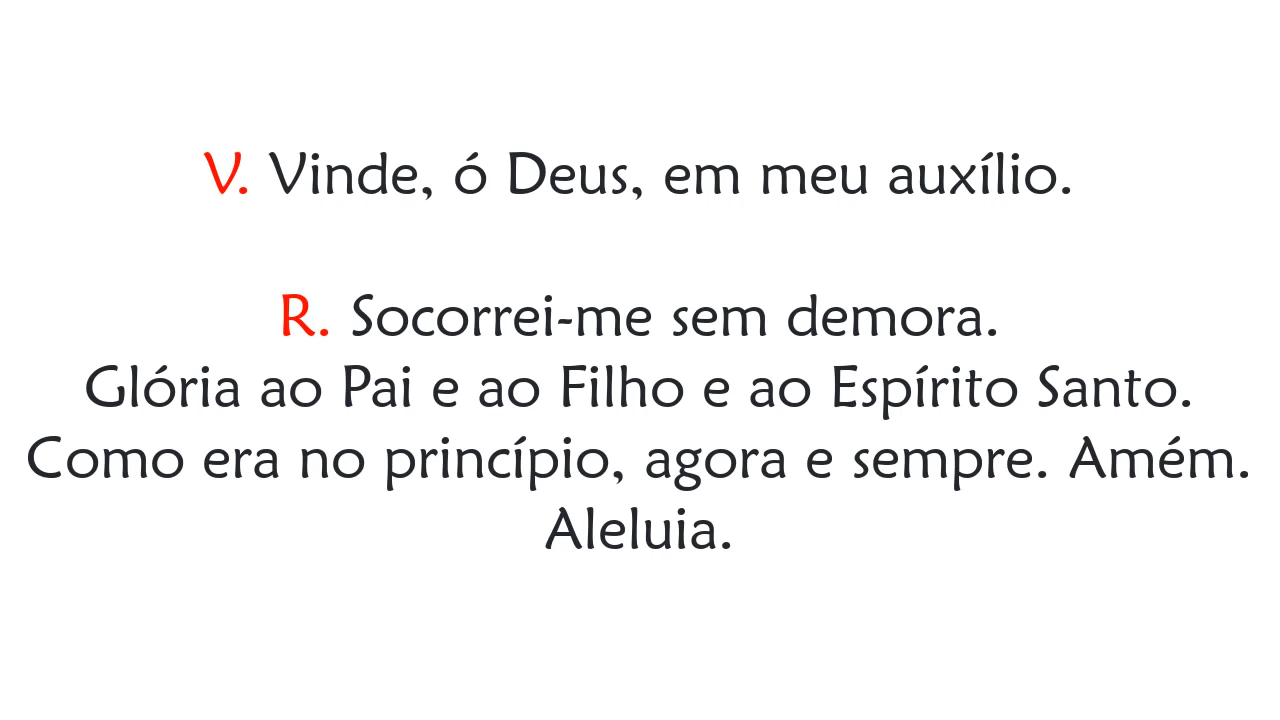 V. Vinde, ó Deus, em meu auxílio.
R. Socorrei-me sem demora.
Glória ao Pai e ao Filho e ao Espírito Santo.
Como era no princípio, agora e sempre. Amém.
Aleluia.